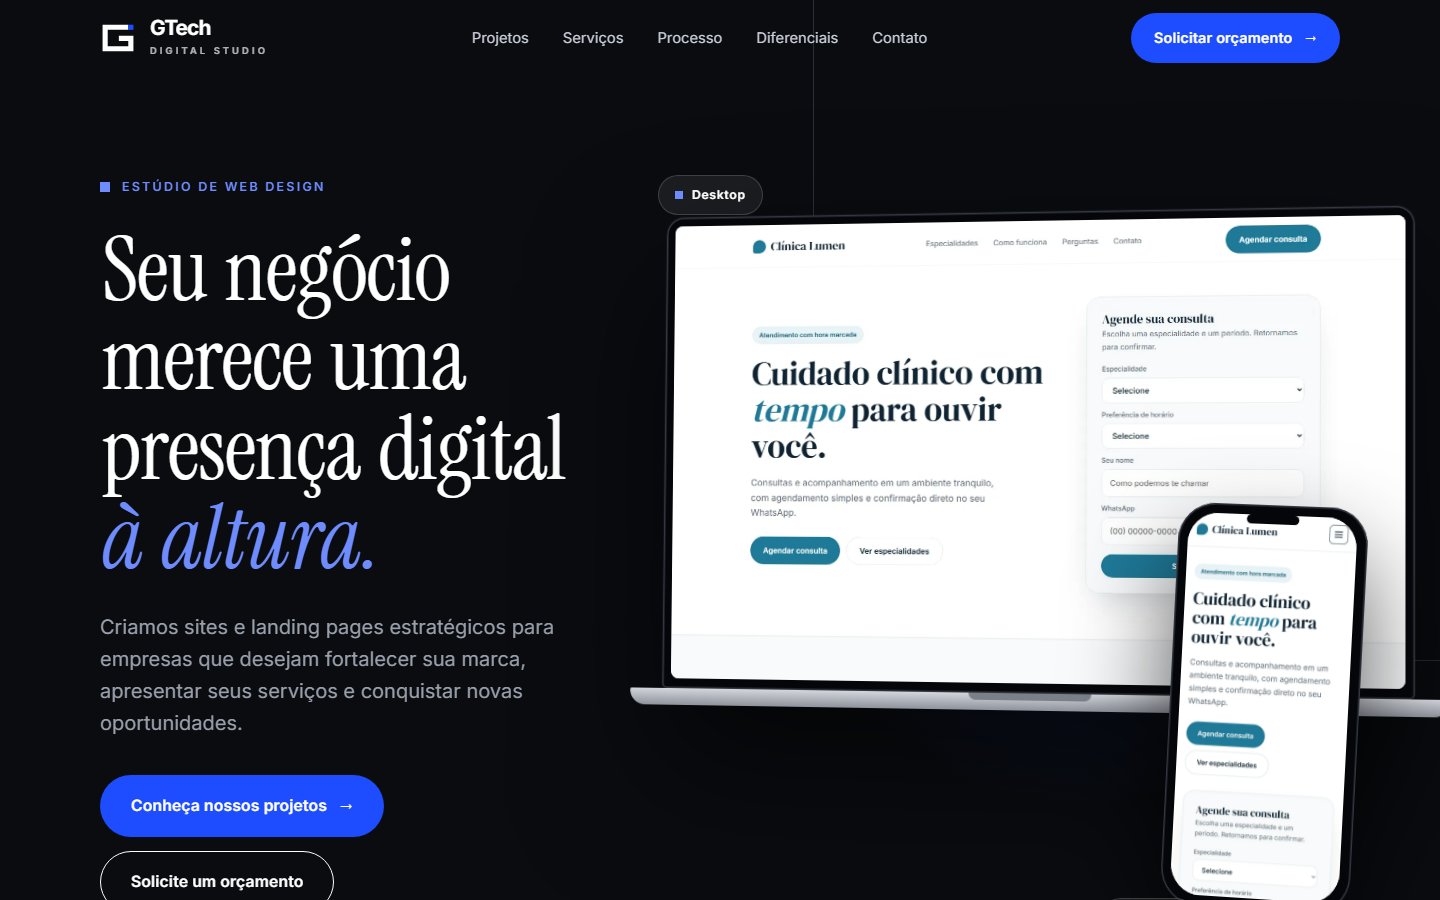 GTech
DIGITAL STUDIO
Projetos
Serviços
Processo
Diferenciais
Contato
Solicitar orçamento →
ESTÚDIO DE WEB DESIGN
Seu negócio
merece uma
presença digital
à altura.
Criamos sites e landing pages estratégicos para
empresas que desejam fortalecer sua marca,
apresentar seus serviços e conquistar novas
oportunidades.
Conheça nossos projetos →
Solicite um orçamento
Desktop
Clínica Lumen
Especialidades
Como funciona
Perguntas
Contato
Agendar consulta
Atendimento com hora marcada
Cuidado clínico com
tempo para ouvir
você.
Consultas e acompanhamento em um ambiente tranquilo,
com agendamento simples e confirmação direto no seu
WhatsApp.
Agendar consulta
Ver especialidades
Agende sua consulta
Escolha uma especialidade e um período. Retornamos
para confirmar.
Especialidade
Selecione
Preferência de horário
Selecione
Seu nome
Como podemos te chamar
WhatsApp
(00) 00000-0000
Clínica Lumen
Atendimento com hora marcada
Cuidado clínico
com tempo para
ouvir você.
Consultas e acompanhamento em um
ambiente tranquilo, com agendamento
simples e confirmação direto no seu
WhatsApp.
Agendar consulta
Ver especialidades
Agende sua consulta
Escolha uma especialidade e um
período. Retornamos para confirmar.
Especialidade
Selecione
Preferência de horário